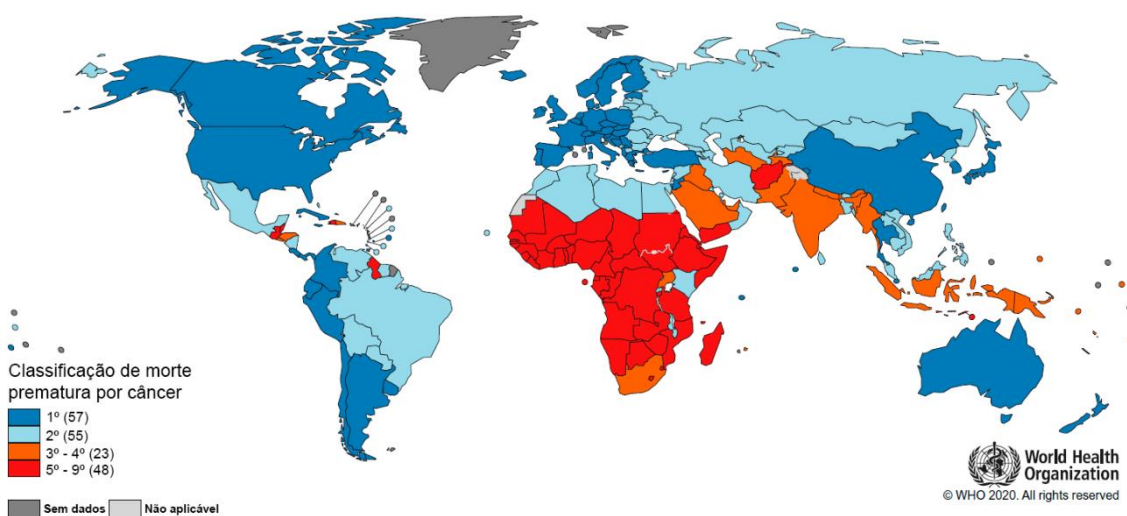 Classificação de morte
prematura por câncer
1º (57)
2º (55)
3º - 4º (23)
5º - 9º (48)
Sem dados
Não aplicável
World Health
Organization
© WHO 2020. All rights reserved